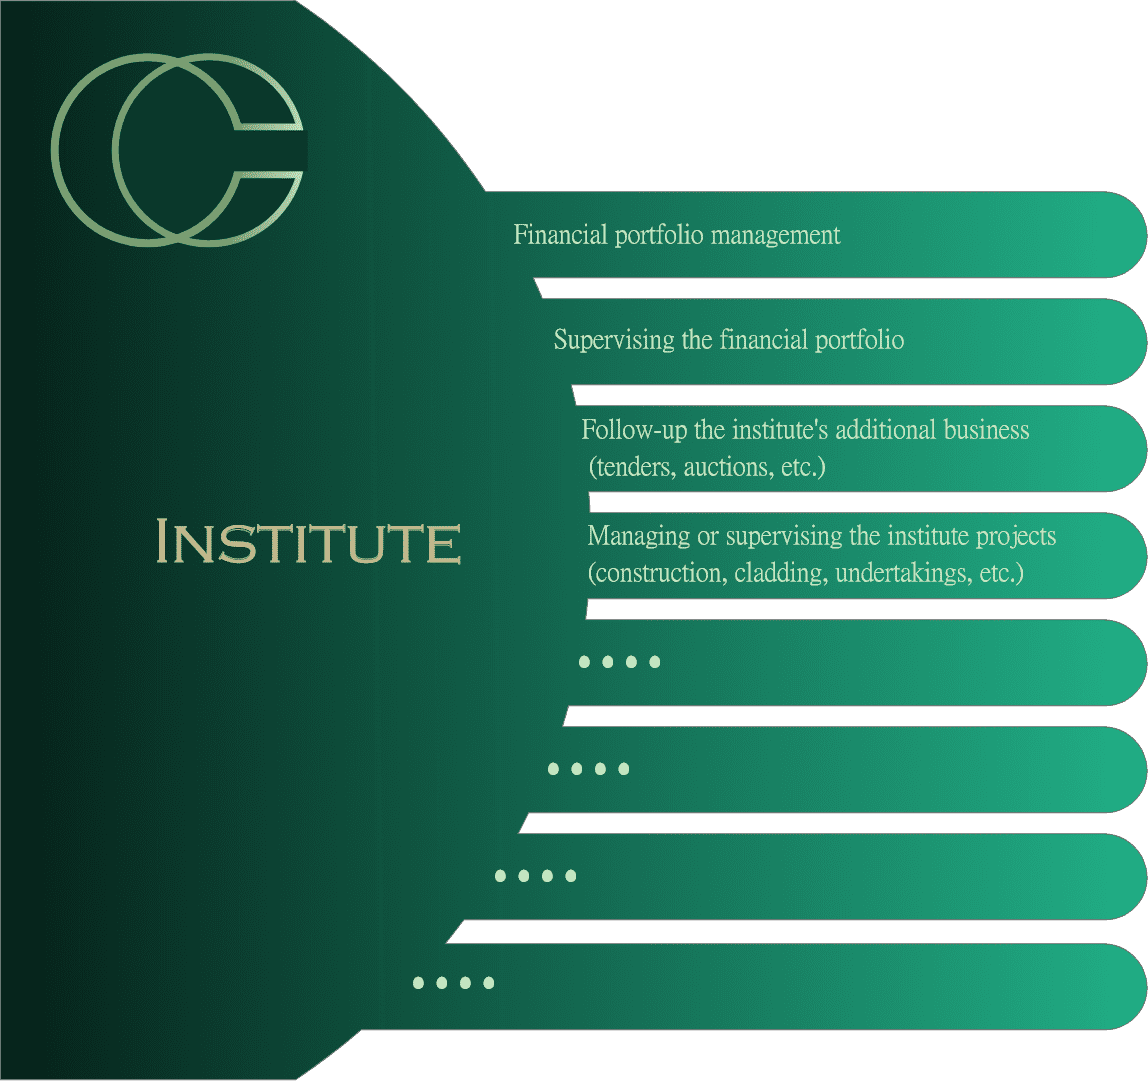 Financial portfolio management
Supervising the financial portfolio
Follow-up the institute's additional business
(tenders, auctions, etc.)
INSTITUTE
Managing or supervising the institute projects
(construction, cladding, undertakings, etc.)
• • • •
• • • •
• • • •
• • • •